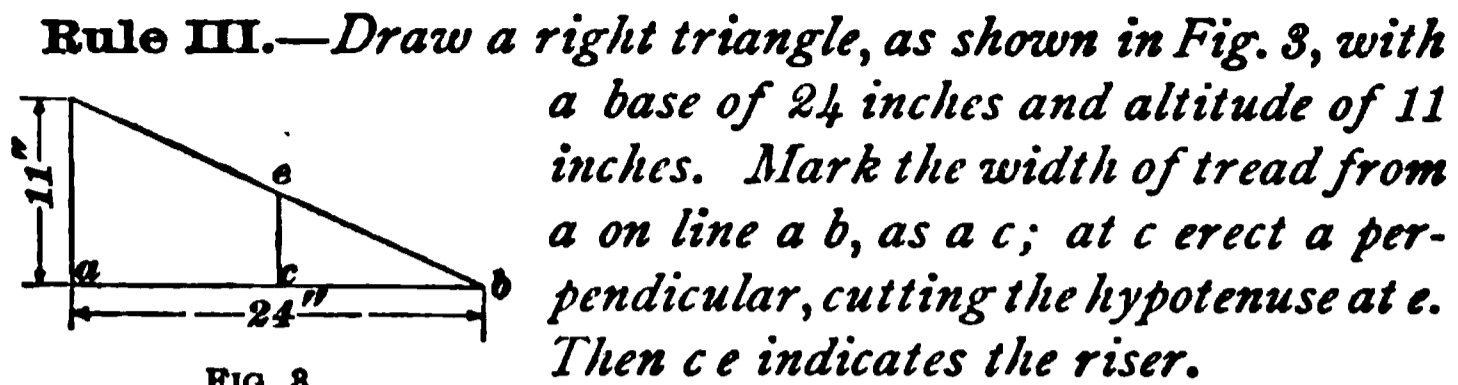 Rule III.—Draw a right triangle, as shown in Fig. 3, with
a base of 24 inches and altitude of 11
inches. Mark the width of tread from
a on line a b, as a c; at c erect a per-
pendicular, cutting the hypotenuse at e.
Then c e indicates the riser.
11"
e
a
c
b
24"
FIG. 3